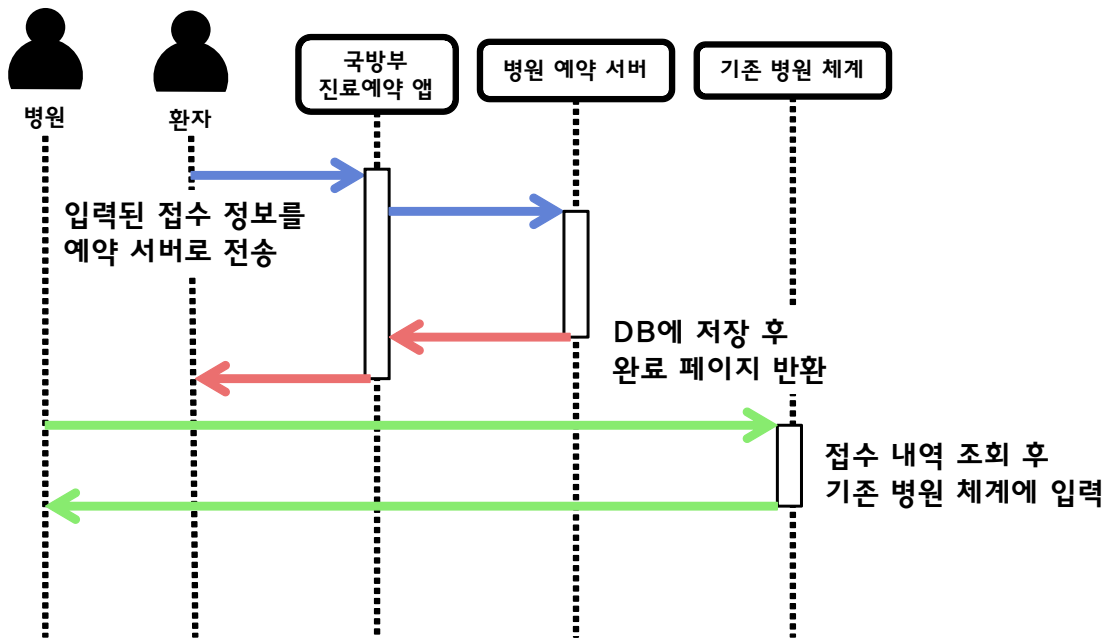 병원
환자
국방부
진료예약 앱
병원 예약 서버
기존 병원 체계
입력된 접수 정보를
예약 서버로 전송
DB에 저장 후
완료 페이지 반환
접수 내역 조회 후
기존 병원 체계에 입력